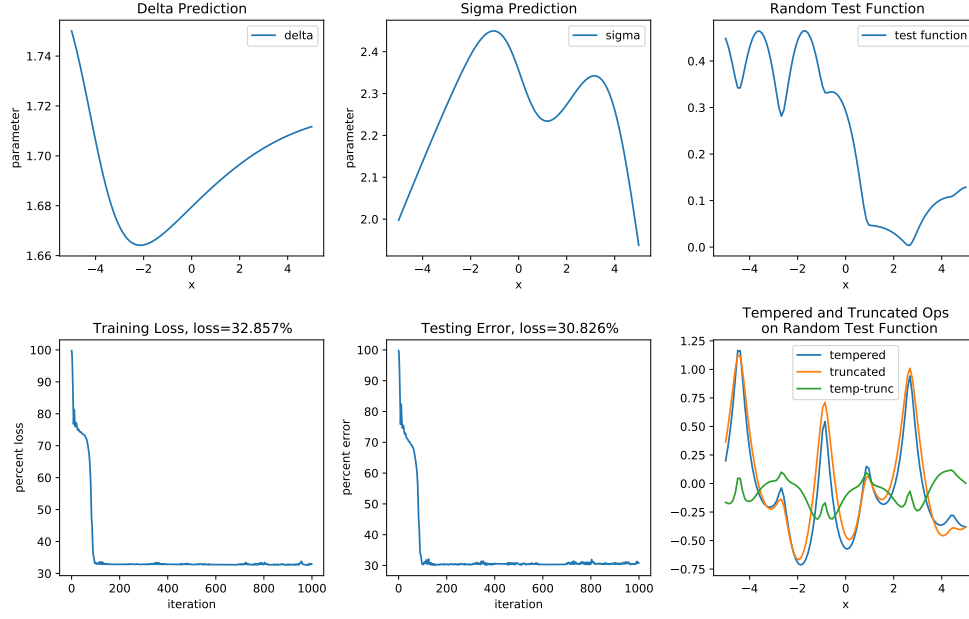 Delta Prediction
delta
1.74
1.72
1.70
1.68
1.66
parameter
−4 −2 0 2 4
x
Sigma Prediction
sigma
2.4
2.3
2.2
2.1
2.0
parameter
−4 −2 0 2 4
x
Random Test Function
test function
0.4
0.3
0.2
0.1
0.0
−4 −2 0 2 4
x
Training Loss, loss=32.857%
100
90
80
70
60
50
40
30
percent loss
0 200 400 600 800 1000
iteration
Testing Error, loss=30.826%
100
90
80
70
60
50
40
30
percent error
0 200 400 600 800 1000
iteration
Tempered and Truncated Ops
on Random Test Function
tempered
truncated
temp-trunc
1.25
1.00
0.75
0.50
0.25
0.00
−0.25
−0.50
−0.75
−4 −2 0 2 4
x